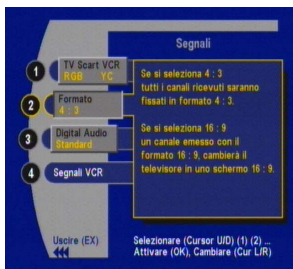 Segnali
1 TV Scart VCR
RGB YC
2 Formato
4 : 3
3 Digital Audio
Standard
4 Segnali VCR
Se si seleziona 4 : 3
tutti i canali ricevuti saranno
fissati in formato 4 : 3.
Se si seleziona 16 : 9
un canale emesso con il
formato 16 : 9, cambierà il
televisore in uno schermo 16 : 9.
Uscire (EX)
Selezionare (Cursor U/D) (1) (2) ...
Attivare (OK), Cambiare (Cur L/R)